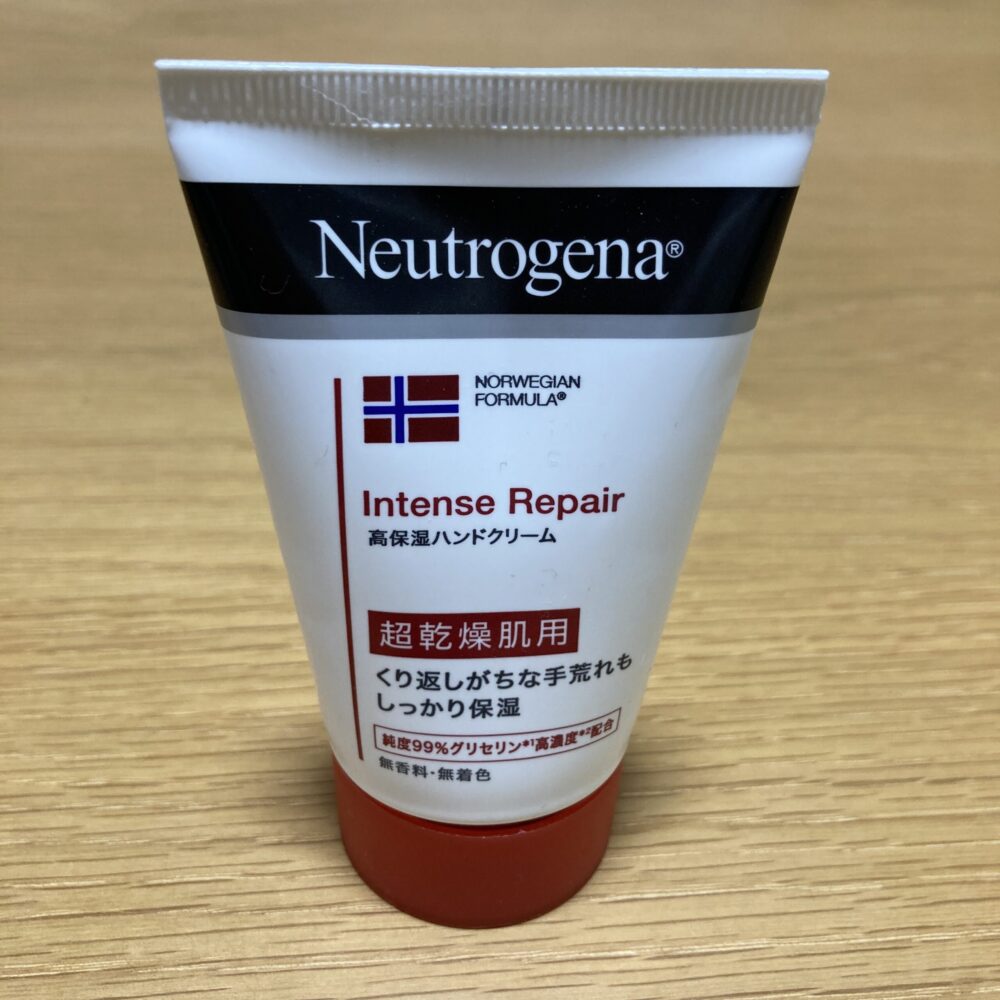 Neutrogena®
NORWEGIAN
FORMULA®
Intense Repair
高保湿ハンドクリーム
超乾燥肌用
くり返しがちな手荒れも
しっかり保湿
純度99%グリセリン*1高濃度*2配合
無香料・無着色